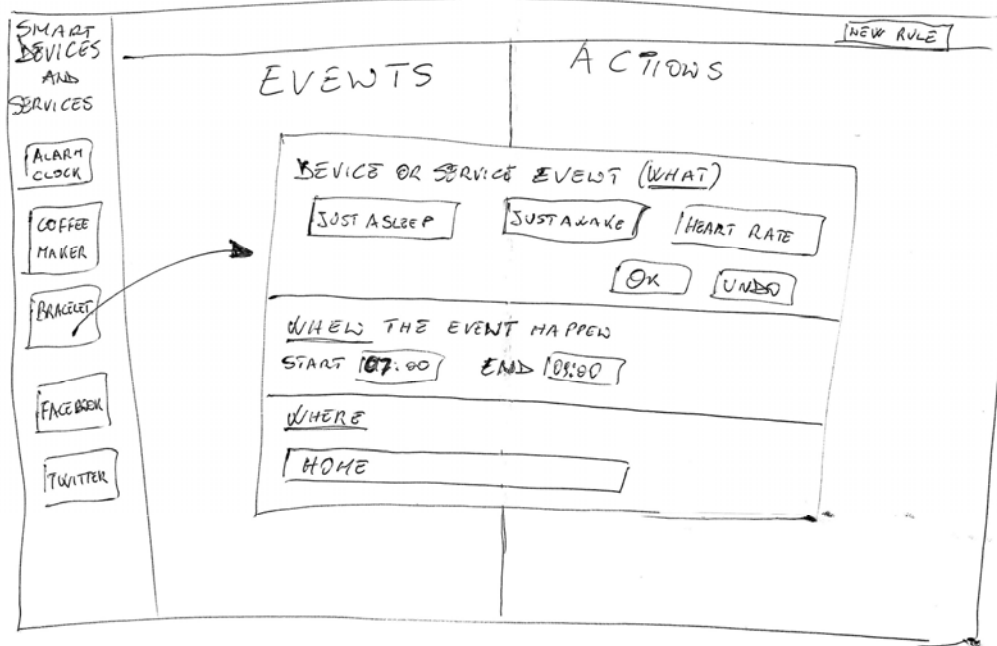 SMART
DEVICES
AND
SERVICES
NEW RULE
EVENTS
ACTIONS
ALARM
CLOCK
COFFEE
MAKER
BRACELET
FACEBOOK
TWITTER
DEVICE OR SERVICE EVENT (WHAT)
JUST ASLEEP
JUST AWAKE
HEART RATE
OK
UNDO
WHEN THE EVENT HAPPEN
START 07:00 END 09:00
WHERE
HOME